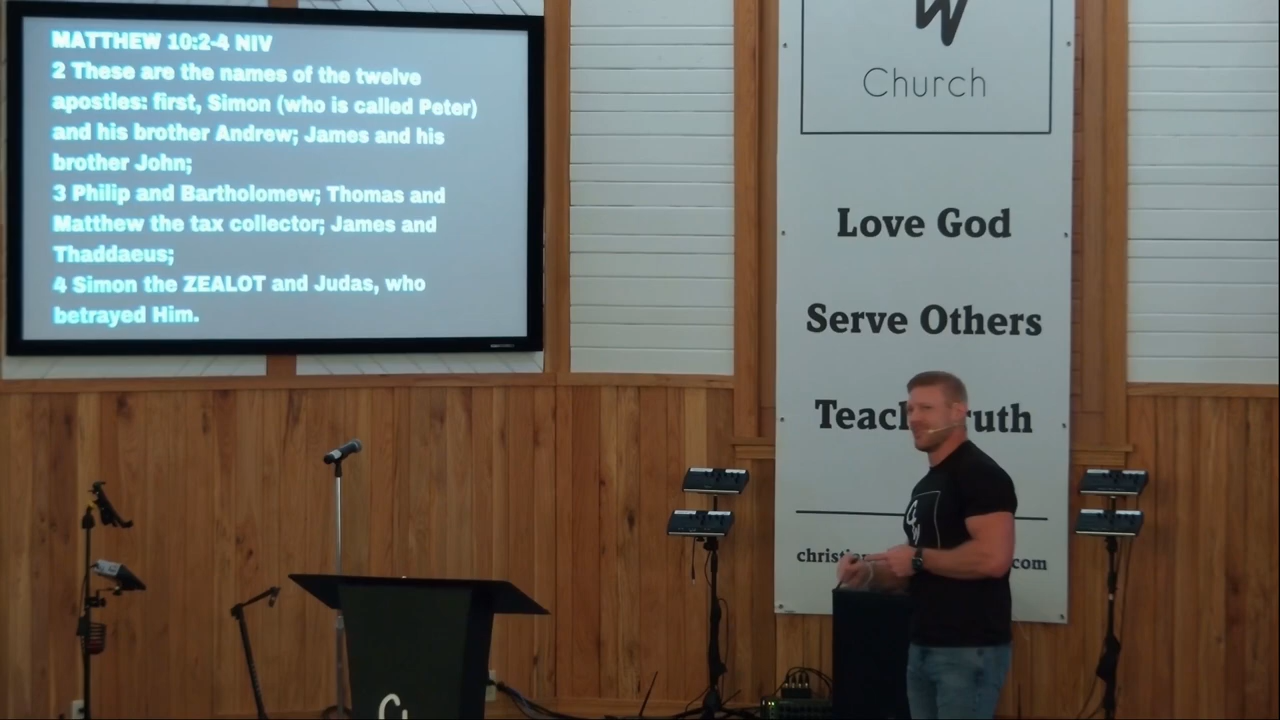 MATTHEW 10:2-4 NIV
2 These are the names of the twelve
apostles: first, Simon (who is called Peter)
and his brother Andrew; James and his
brother John;
3 Philip and Bartholomew; Thomas and
Matthew the tax collector; James and
Thaddaeus;
4 Simon the ZEALOT and Judas, who
betrayed Him.
W
Church
Love God
Serve Others